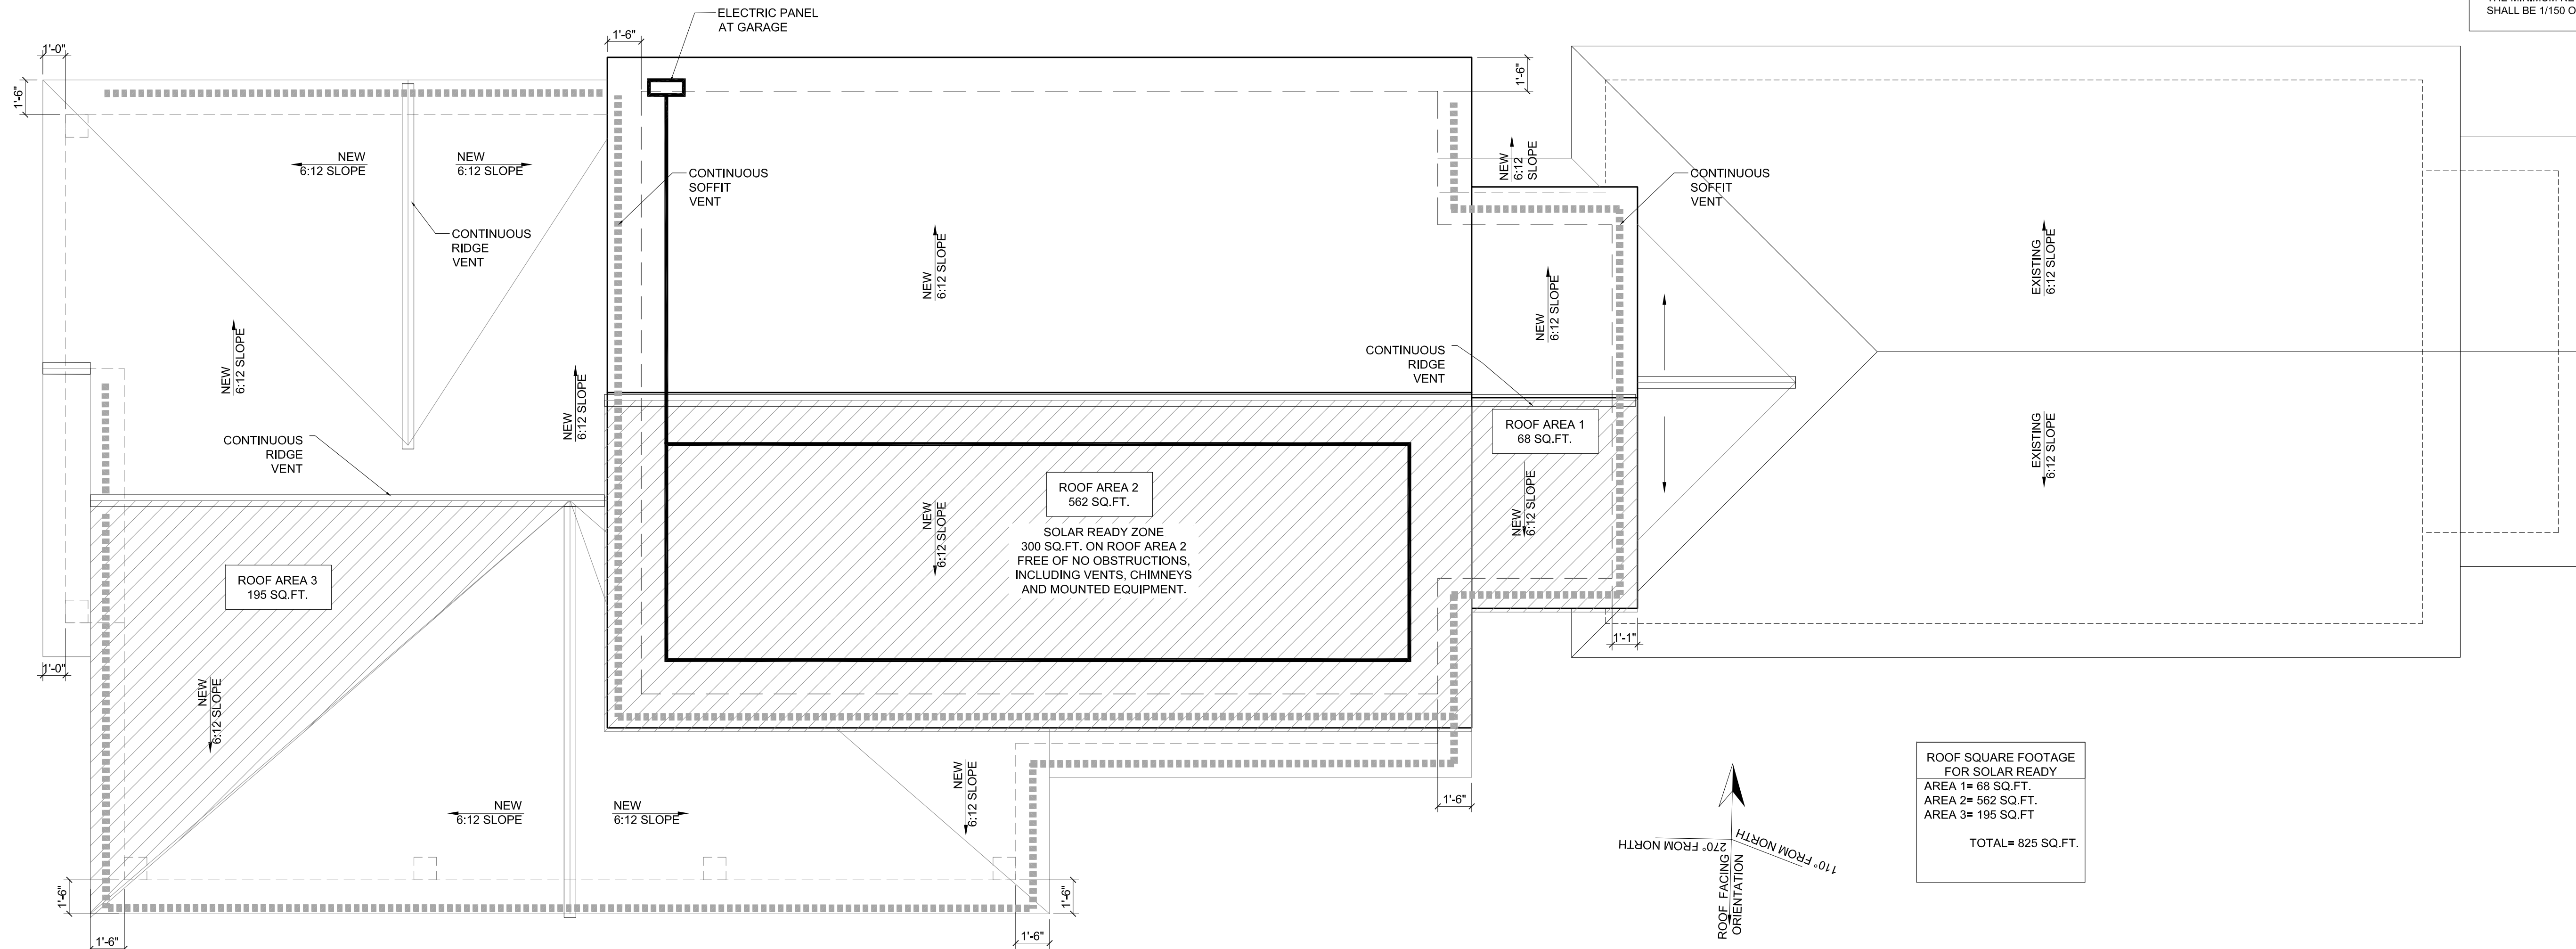 ELECTRIC PANEL
AT GARAGE
SHALL BE 1/150 O
1'-0"
1'-6"
1'-6"
1'-6"
NEW
6:12 SLOPE
NEW
6:12 SLOPE
CONTINUOUS
SOFFIT
VENT
NEW
6:12
SLOPE
CONTINUOUS
SOFFIT
VENT
CONTINUOUS
RIDGE
VENT
NEW
6:12 SLOPE
EXISTING
6:12 SLOPE
NEW
6:12 SLOPE
NEW
6:12 SLOPE
NEW
6:12 SLOPE
CONTINUOUS
RIDGE
VENT
CONTINUOUS
RIDGE
VENT
ROOF AREA 1
68 SQ.FT.
EXISTING
6:12 SLOPE
ROOF AREA 2
562 SQ.FT.
NEW
6:12 SLOPE
NEW
6:12 SLOPE
SOLAR READY ZONE
300 SQ.FT. ON ROOF AREA 2
FREE OF NO OBSTRUCTIONS,
INCLUDING VENTS, CHIMNEYS
AND MOUNTED EQUIPMENT.
ROOF AREA 3
195 SQ.FT.
1'-0"
1'-1"
NEW
6:12 SLOPE
NEW
6:12 SLOPE
NEW
6:12 SLOPE
NEW
6:12 SLOPE
1'-6"
1'-6"
1'-6"
1'-6"
1'-6"
270° FROM NORTH
110° FROM NORTH
ROOF FACING
ORIENTATION
ROOF SQUARE FOOTAGE
FOR SOLAR READY
AREA 1= 68 SQ.FT.
AREA 2= 562 SQ.FT.
AREA 3= 195 SQ.FT
TOTAL= 825 SQ.FT.